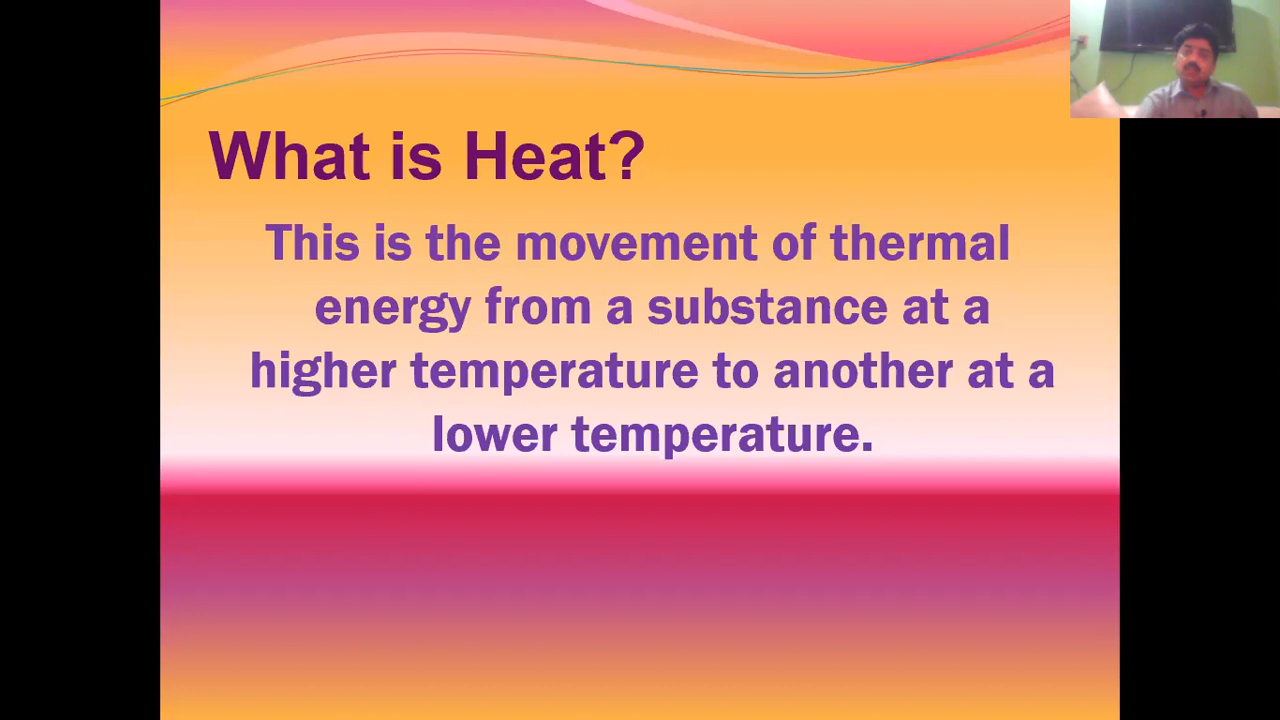 What is Heat?
This is the movement of thermal
energy from a substance at a
higher temperature to another at a
lower temperature.